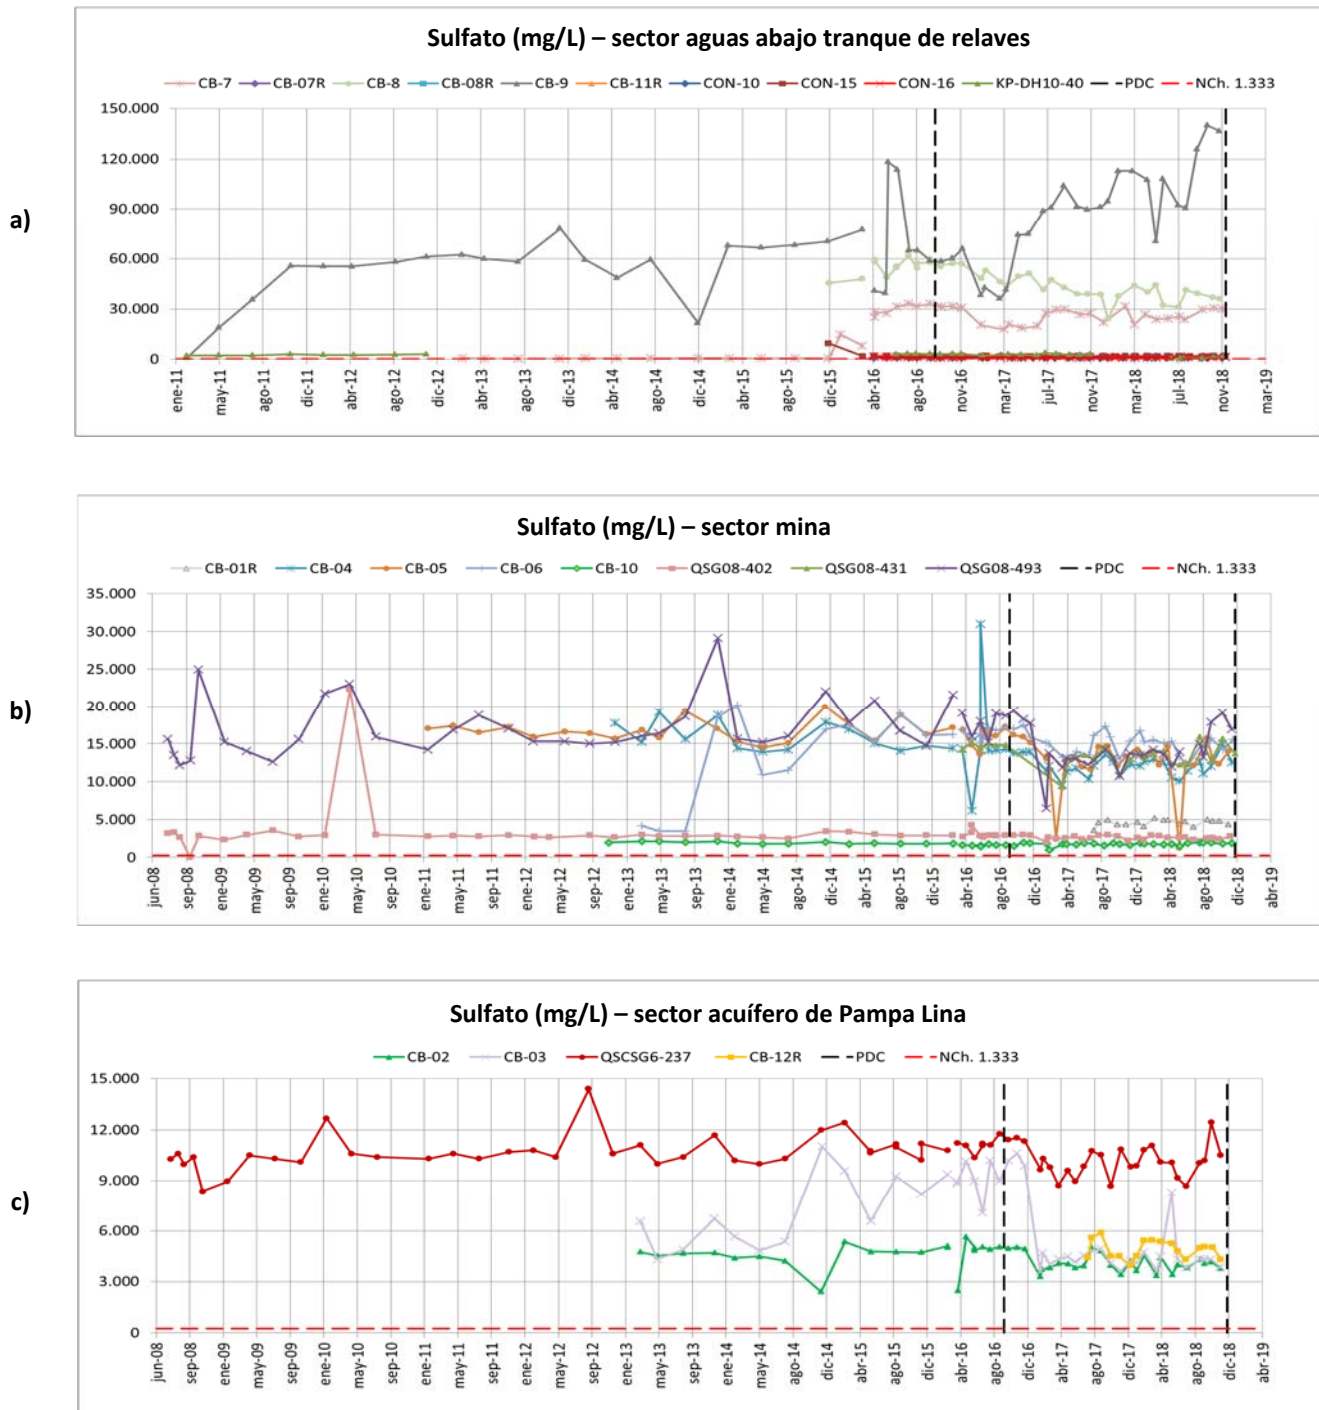 a)
Sulfato (mg/L) – sector aguas abajo tranque de relaves
CB-7 CB-07R CB-8 CB-08R CB-9 CB-11R CON-10 CON-15 CON-16 KP-DH10-40 PDC NCh. 1.333
150.000
120.000
90.000
60.000
30.000
0
ene-11 may-11 ago-11 dic-11 abr-12 ago-12 dic-12 abr-13 ago-13 dic-13 abr-14 ago-14 dic-14 abr-15 ago-15 dic-15 abr-16 ago-16 nov-16 mar-17 jul-17 nov-17 mar-18 jul-18 nov-18 mar-19
b)
Sulfato (mg/L) – sector mina
CB-01R CB-04 CB-05 CB-06 CB-10 QSG08-402 QSG08-431 QSG08-493 PDC NCh. 1.333
35.000
30.000
25.000
20.000
15.000
10.000
5.000
0
jun-08 sep-08 ene-09 may-09 sep-09 ene-10 may-10 sep-10 ene-11 may-11 sep-11 ene-12 may-12 sep-12 ene-13 may-13 sep-13 ene-14 may-14 ago-14 dic-14 abr-15 ago-15 dic-15 abr-16 ago-16 dic-16 abr-17 ago-17 dic-17 abr-18 ago-18 dic-18 abr-19
c)
Sulfato (mg/L) – sector acuífero de Pampa Lina
CB-02 CB-03 QSCSG6-237 CB-12R PDC NCh. 1.333
15.000
12.000
9.000
6.000
3.000
0
jun-08 sep-08 ene-09 may-09 sep-09 ene-10 may-10 sep-10 ene-11 may-11 sep-11 ene-12 may-12 sep-12 ene-13 may-13 sep-13 ene-14 may-14 ago-14 dic-14 abr-15 ago-15 dic-15 abr-16 ago-16 dic-16 abr-17 ago-17 dic-17 abr-18 ago-18 dic-18 abr-19